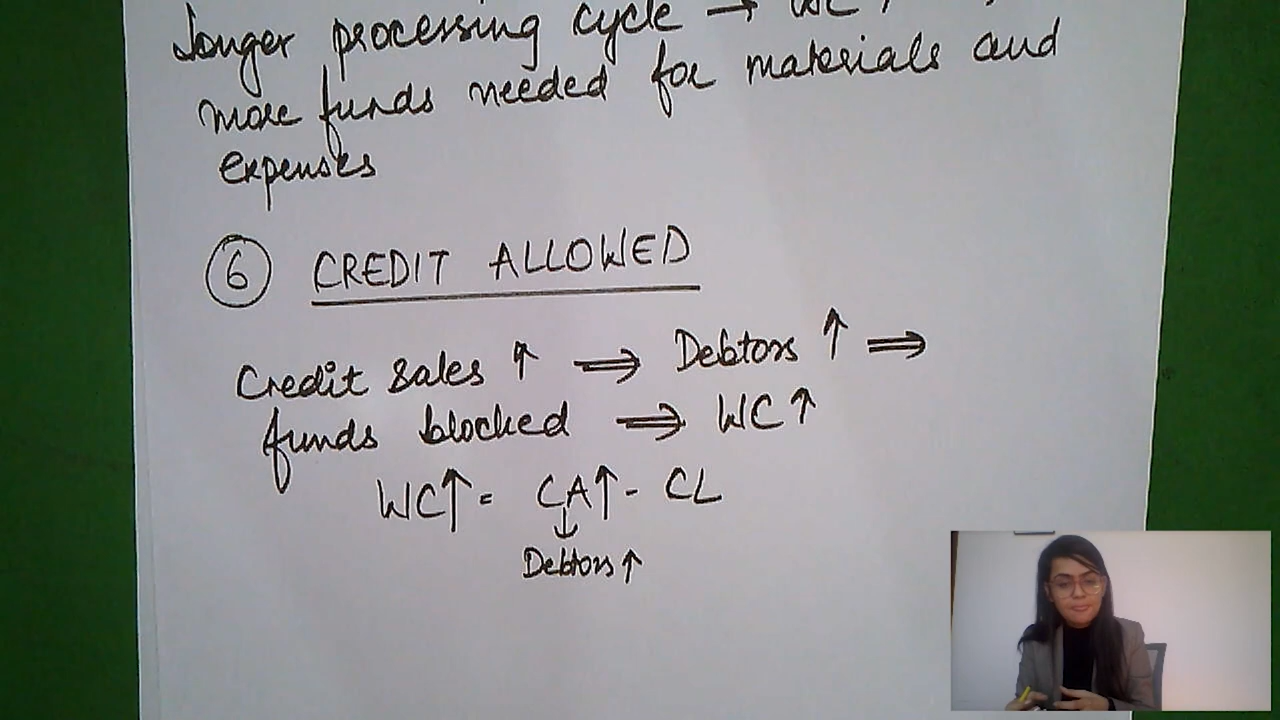 longer processing cycle → WC ↑
more funds needed for materials and
expenses
6 CREDIT ALLOWED
Credit sales ↑ ⇒ Debtors ↑ ⇒
funds blocked ⇒ WC ↑
WC↑ = CA↑ - CL
↓
Debtors ↑